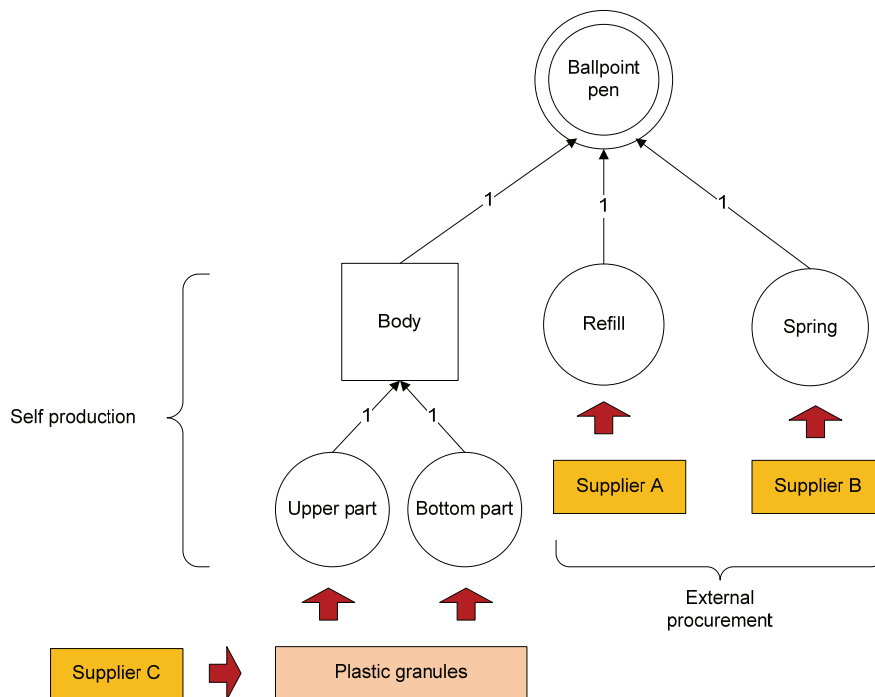 Ballpoint
pen
1
1
1
Body
Refill
Spring
Self production
1
1
Supplier A
Supplier B
Upper part
Bottom part
External
procurement
Supplier C
Plastic granules